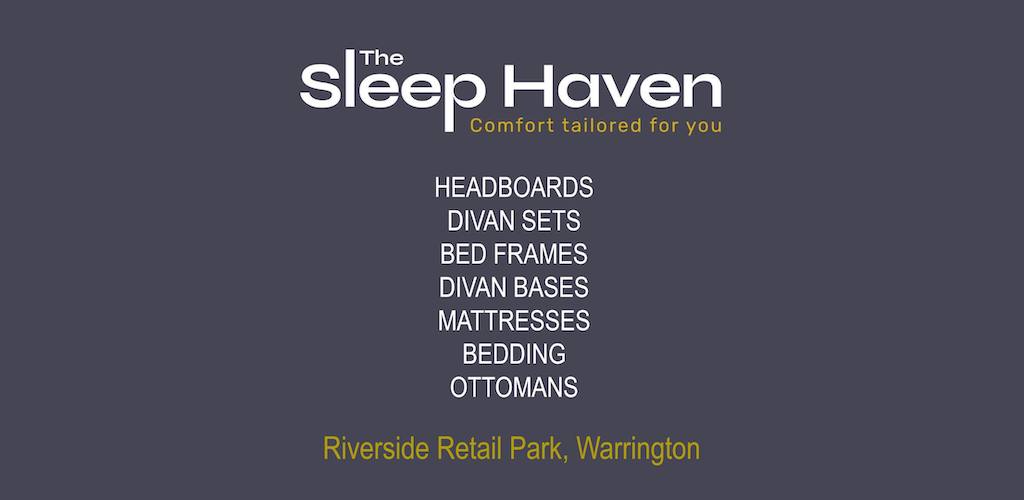 The
Sleep Haven
Comfort tailored for you
HEADBOARDS
DIVAN SETS
BED FRAMES
DIVAN BASES
MATTRESSES
BEDDING
OTTOMANS
Riverside Retail Park, Warrington